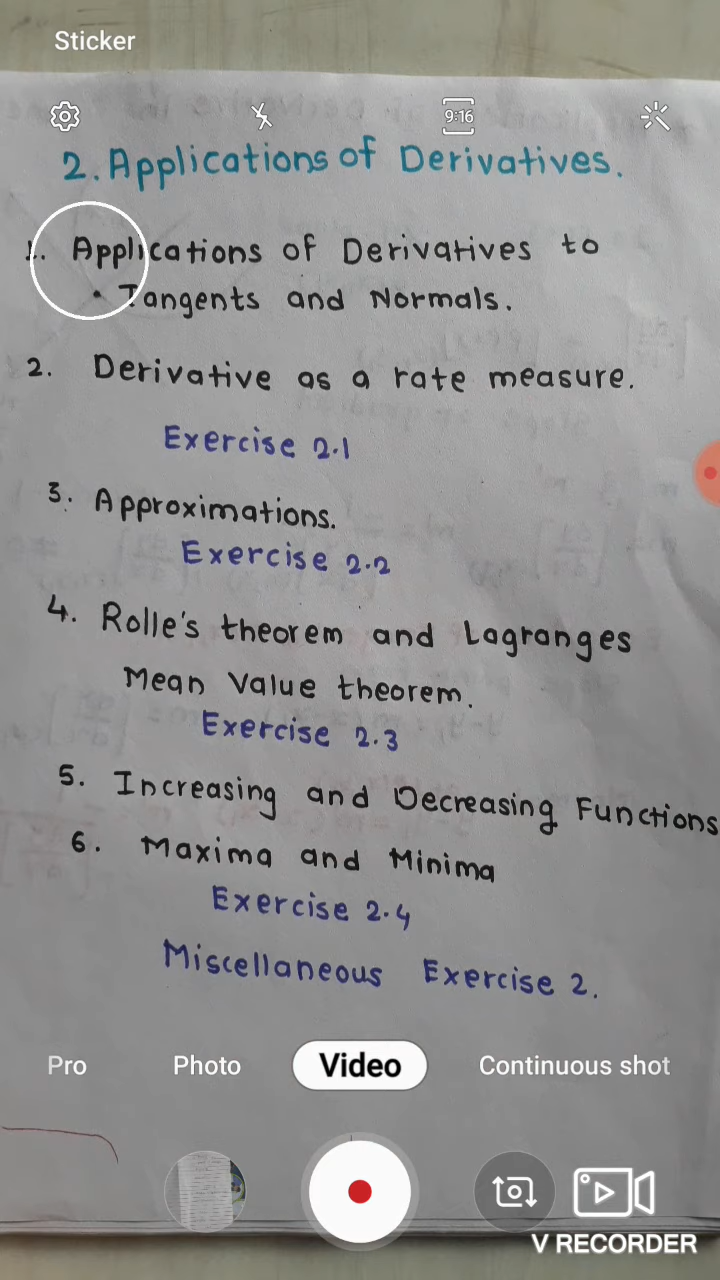 Sticker
9:16
2. Applications of Derivatives.
1. Applications of Derivatives to
• Tangents and Normals.
2. Derivative as a rate measure.
Exercise 2.1
3. Approximations.
Exercise 2.2
4. Rolle's theorem and Lagranges
Mean Value theorem.
Exercise 2.3
5. Increasing and Decreasing Functions
6. Maxima and Minima
Exercise 2.4
Miscellaneous Exercise 2.
Pro Photo Video Continuous shot
V RECORDER